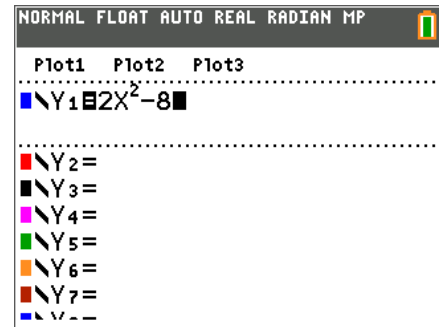 NORMAL FLOAT AUTO REAL RADIAN MP
Plot1 Plot2 Plot3
\Y₁=2X²-8
\Y₂=
\Y₃=
\Y₄=
\Y₅=
\Y₆=
\Y₇=